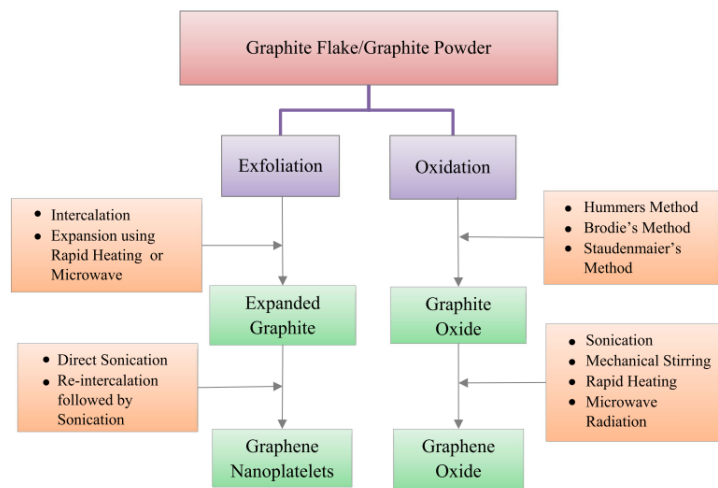 Graphite Flake/Graphite Powder
Exfoliation
Oxidation
● Intercalation
● Expansion using
Rapid Heating or
Microwave
● Hummers Method
● Brodie's Method
● Staudenmaier's
Method
Expanded
Graphite
Graphite
Oxide
● Direct Sonication
● Re-intercalation
followed by
Sonication
● Sonication
● Mechanical Stirring
● Rapid Heating
● Microwave
Radiation
Graphene
Nanoplatelets
Graphene
Oxide